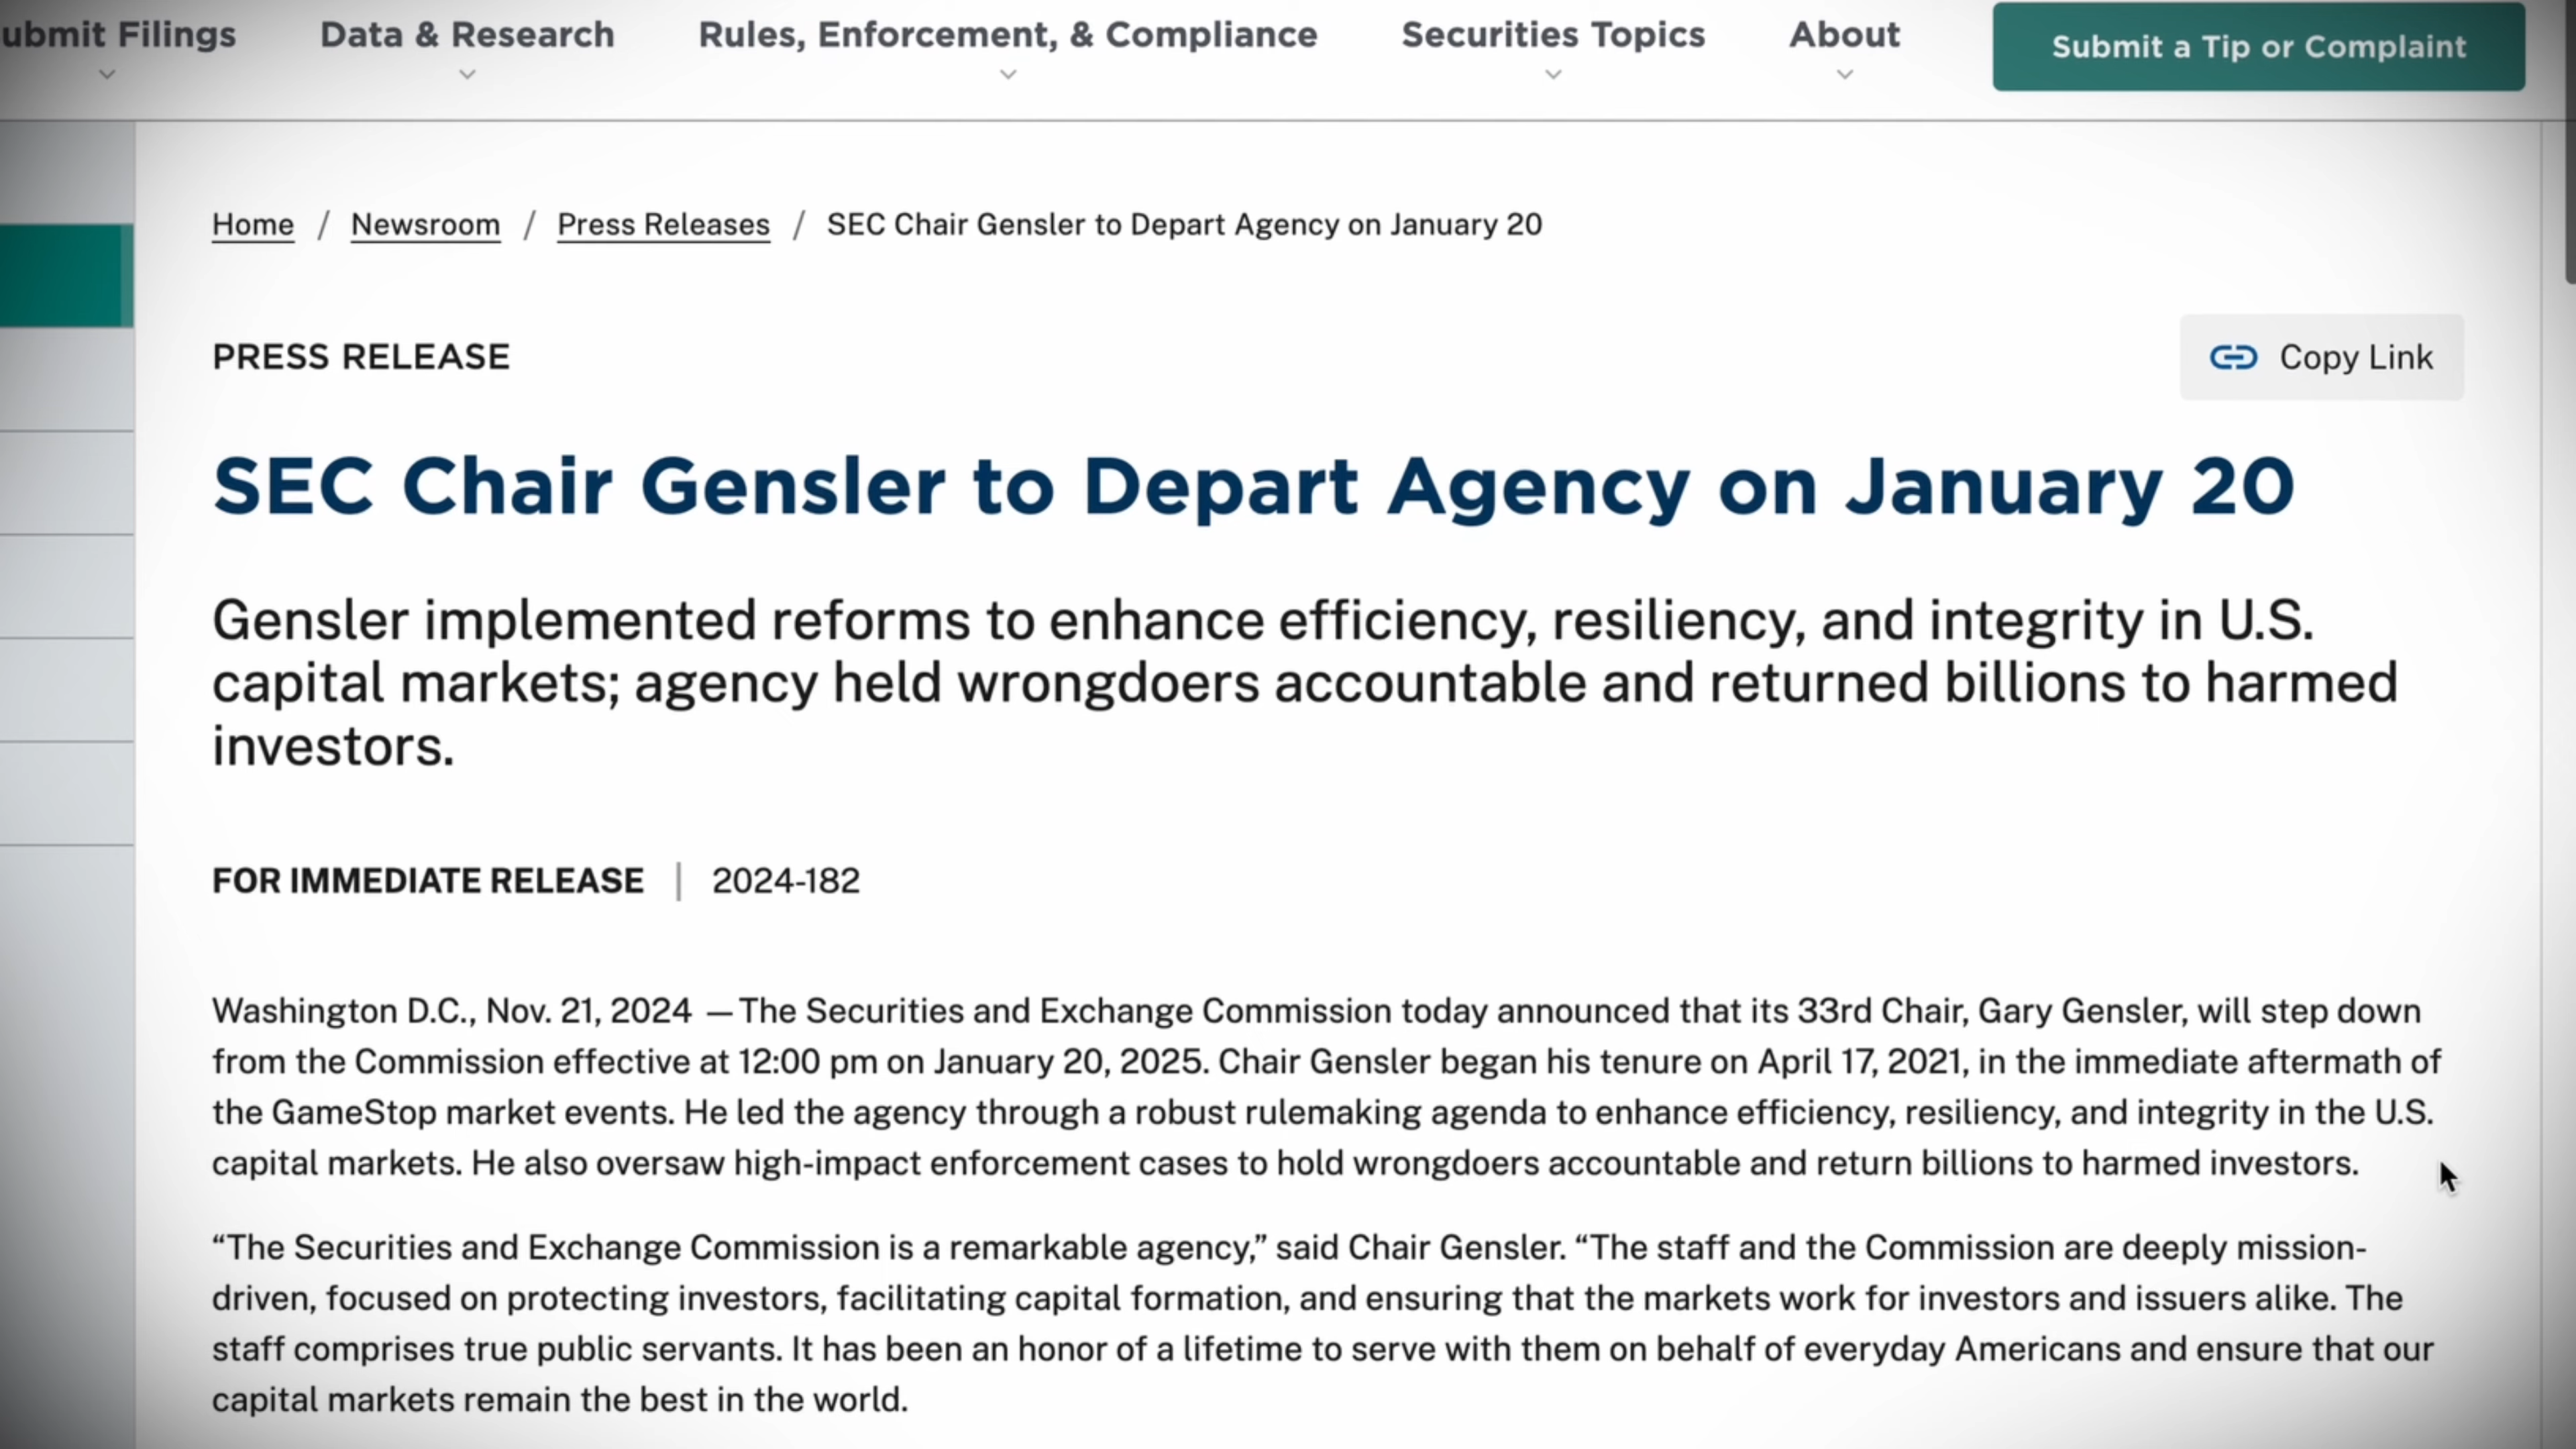 ubmit Filings
Data & Research
Rules, Enforcement, & Compliance
Securities Topics
About
Submit a Tip or Complaint
Home / Newsroom / Press Releases / SEC Chair Gensler to Depart Agency on January 20
PRESS RELEASE
Copy Link
SEC Chair Gensler to Depart Agency on January 20
Gensler implemented reforms to enhance efficiency, resiliency, and integrity in U.S.
capital markets; agency held wrongdoers accountable and returned billions to harmed
investors.
FOR IMMEDIATE RELEASE | 2024-182
Washington D.C., Nov. 21, 2024 — The Securities and Exchange Commission today announced that its 33rd Chair, Gary Gensler, will step down
from the Commission effective at 12:00 pm on January 20, 2025. Chair Gensler began his tenure on April 17, 2021, in the immediate aftermath of
the GameStop market events. He led the agency through a robust rulemaking agenda to enhance efficiency, resiliency, and integrity in the U.S.
capital markets. He also oversaw high-impact enforcement cases to hold wrongdoers accountable and return billions to harmed investors.
“The Securities and Exchange Commission is a remarkable agency,” said Chair Gensler. “The staff and the Commission are deeply mission-
driven, focused on protecting investors, facilitating capital formation, and ensuring that the markets work for investors and issuers alike. The
staff comprises true public servants. It has been an honor of a lifetime to serve with them on behalf of everyday Americans and ensure that our
capital markets remain the best in the world.